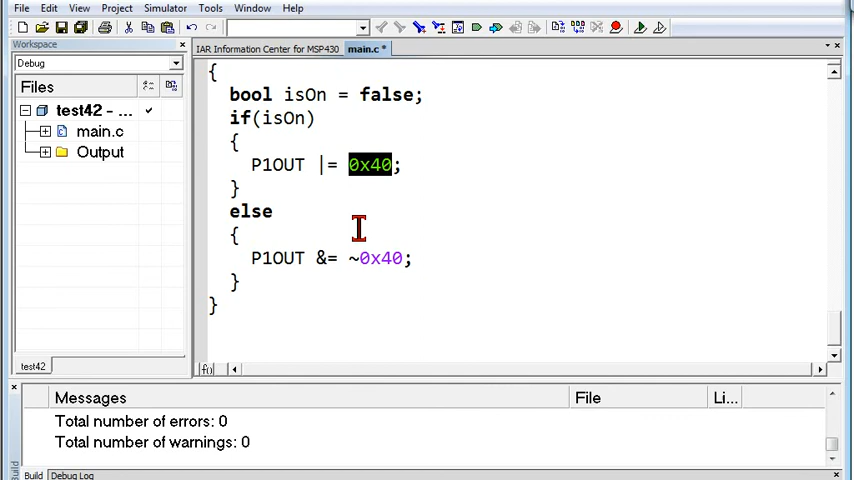 File Edit View Project Simulator Tools Window Help
Workspace
IAR Information Center for MSP430 main.c *
Debug
Files
test42 - ...
main.c
Output
test42
{
bool isOn = false;
if(isOn)
{
P1OUT |= 0x40;
}
else
{
P1OUT &= ~0x40;
}
}
f()
Messages File Li...
Total number of errors: 0
Total number of warnings: 0
Build
Build Debug Log